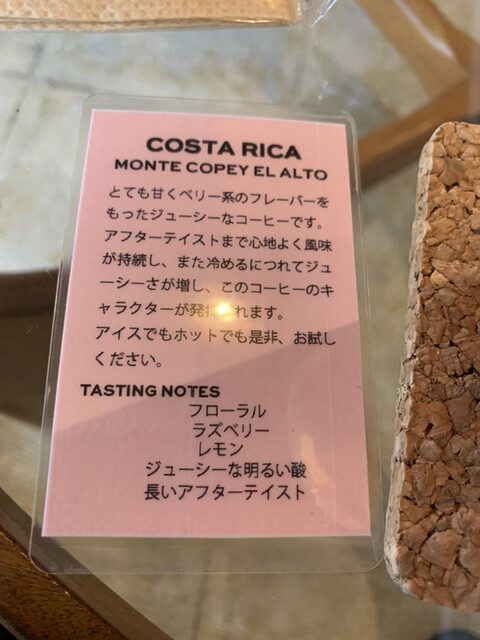 COSTA RICA
MONTE COPEY EL ALTO
とても甘くベリー系のフレーバーを
もったジューシーなコーヒーです。
アフターテイストまで心地よく風味
が持続し、また冷めるにつれてジュ
ーシーさが増し、このコーヒーのキ
ャラクターが発揮されます。
アイスでもホットでも是非、お試し
ください。
TASTING NOTES
フローラル
ラズベリー
レモン
ジューシーな明るい酸
長いアフターテイスト